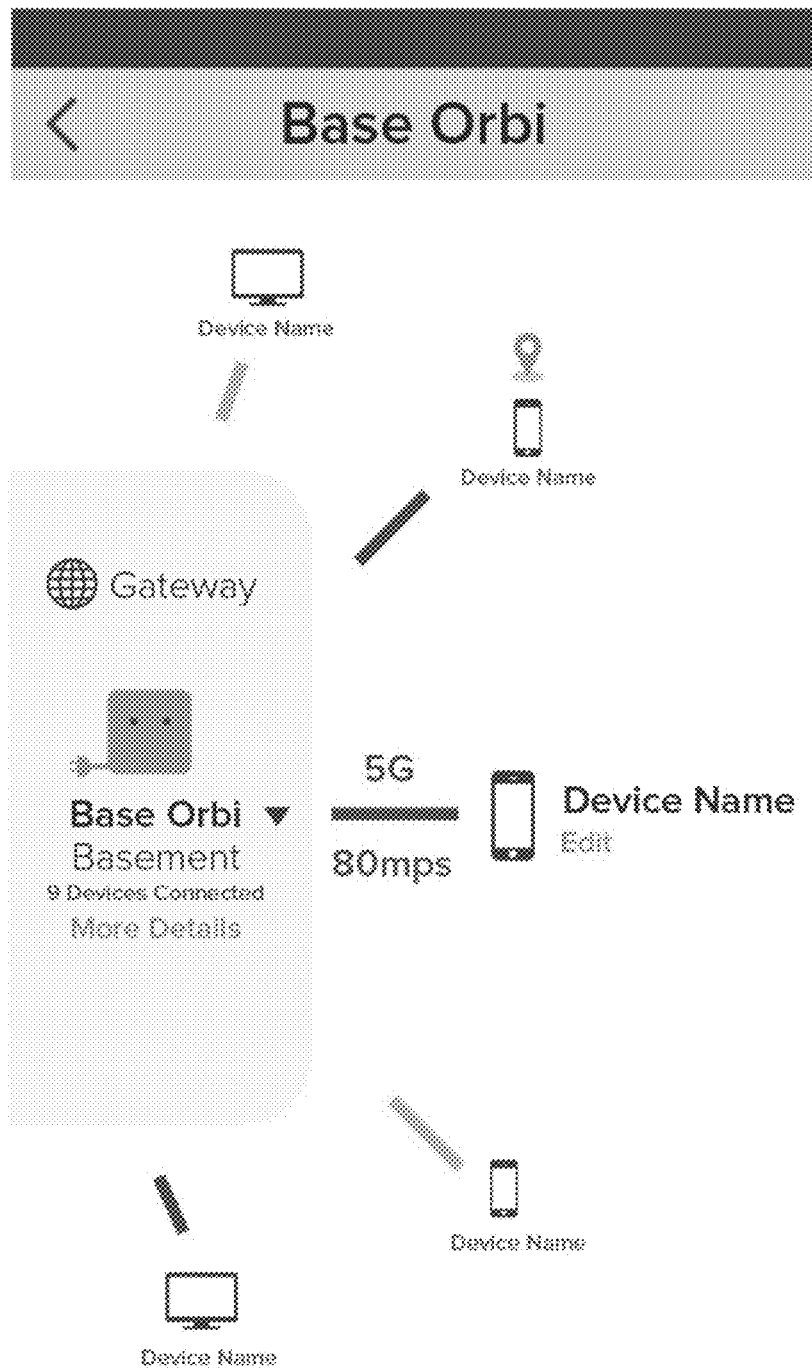 Base Orbi
Device Name
Device Name
Gateway
5G
Base Orbi
Device Name
Basement
80mps
Edit
9 Devices Connected
More Details
Device Name
Device Name